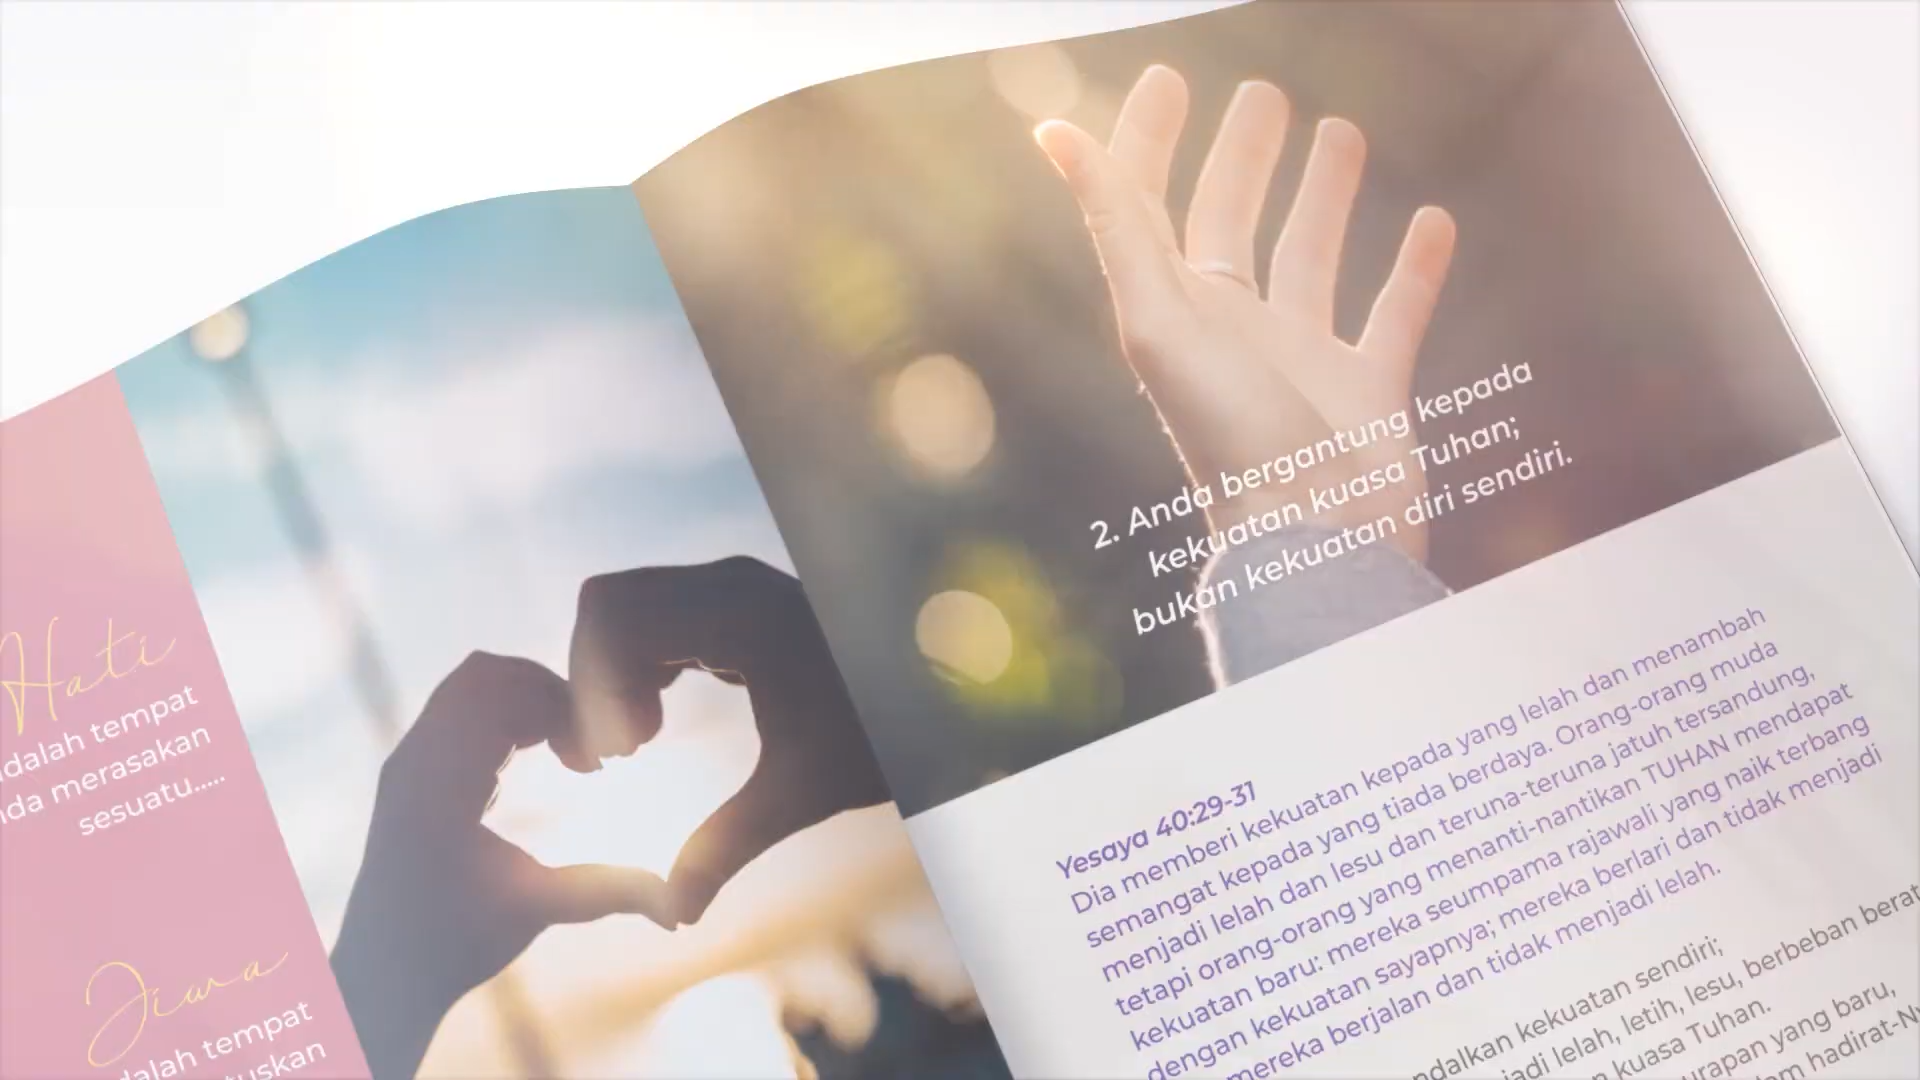 Hati
adalah tempat
merasakan
sesuatu.....
Jiwa
tempat
2. Anda bergantung kepada
kekuatan kuasa Tuhan;
bukan kekuatan diri sendiri.
Yesaya 40:29-31
Dia memberi kekuatan kepada yang lelah dan menambah
semangat kepada yang tiada berdaya. Orang-orang muda
menjadi lelah dan lesu dan teruna-teruna jatuh tersandung,
tetapi orang-orang yang menanti-nantikan TUHAN mendapat
kekuatan baru: mereka seumpama rajawali yang naik terbang
dengan kekuatan sayapnya; mereka berlari dan tidak menjadi
mereka berjalan dan tidak menjadi lelah.
kekuatan sendiri;
lelah, letih, lesu, berbeban berat
kuasa Tuhan.
yang baru,